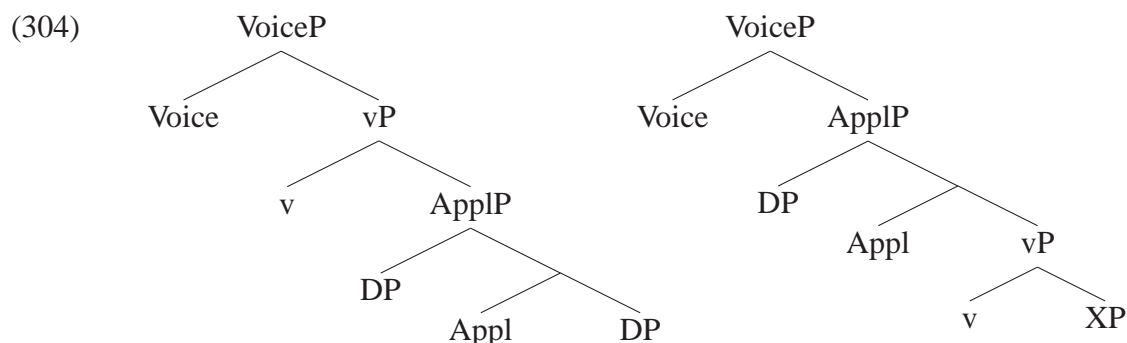 (304) VoiceP VoiceP
Voice vP Voice ApplP
v ApplP DP
Appl vP
DP
v XP
Appl DP